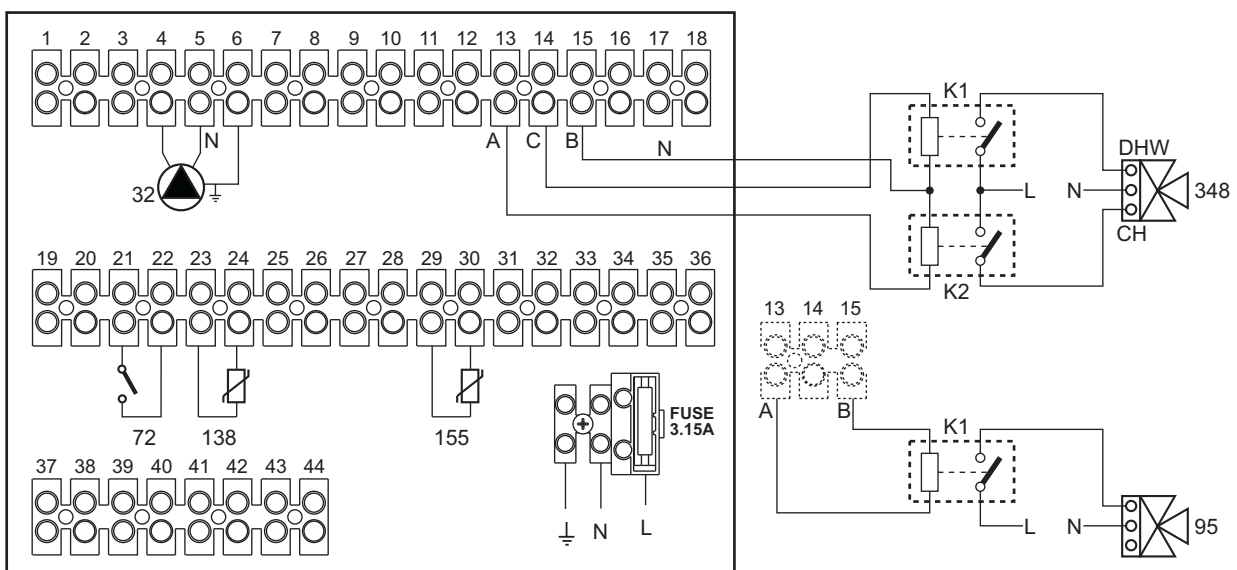 1 2 3 4 5 6 7 8 9 10 11 12 13 14 15 16 17 18
N A C B N
32
K1
DHW
L N 348
CH
K2
19 20 21 22 23 24 25 26 27 28 29 30 31 32 33 34 35 36
13 14 15
A B
72 138 155
FUSE
3.15A
K1
37 38 39 40 41 42 43 44
N L
L N 95